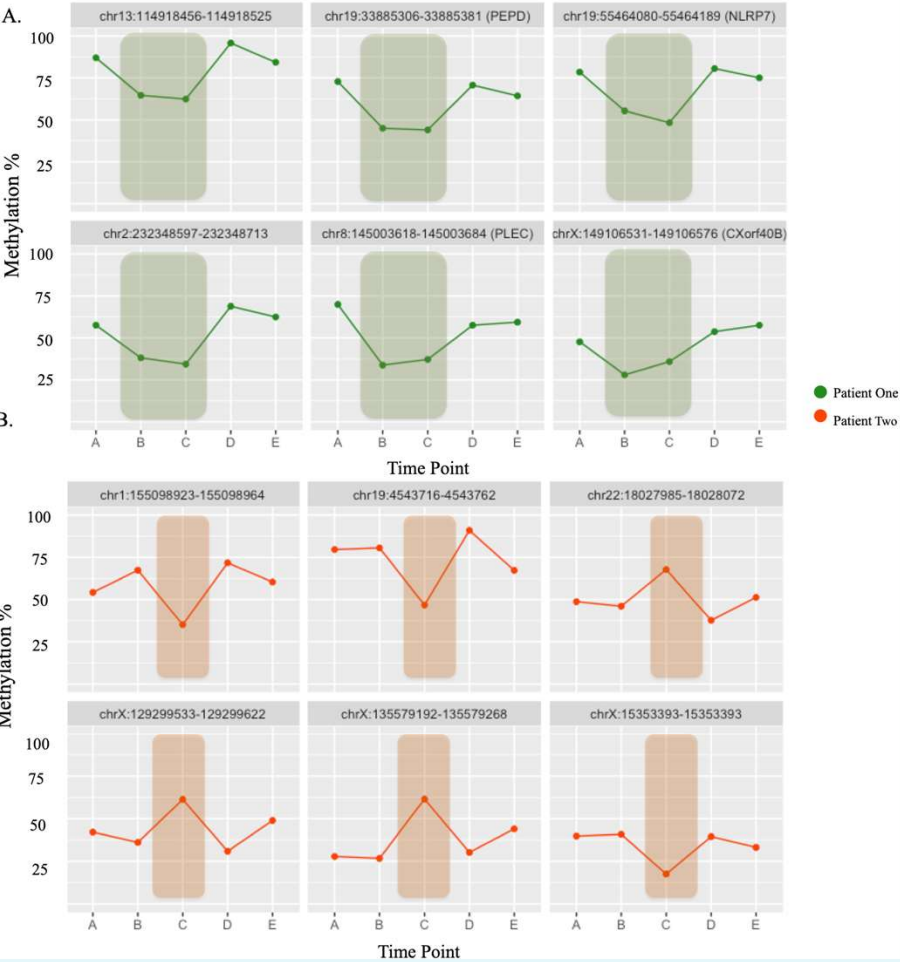 A.
chr13:114918456-114918525 chr19:33885306-33885381 (PEPD) chr19:55464080-55464189 (NLRP7)
100
75
50
25
Methylation %
chr2:232348597-232348713 chr8:145003618-145003684 (PLEC) chrX:149106531-149106576 (CXorf40B)
100
75
50
25
A B C D E A B C D E A B C D E
Time Point
Patient One
Patient Two
B.
chr1:155098923-155098964 chr19:4543716-4543762 chr22:18027985-18028072
100
75
50
25
Methylation %
chrX:129299533-129299622 chrX:135579192-135579268 chrX:15353393-15353393
100
75
50
25
A B C D E A B C D E A B C D E
Time Point